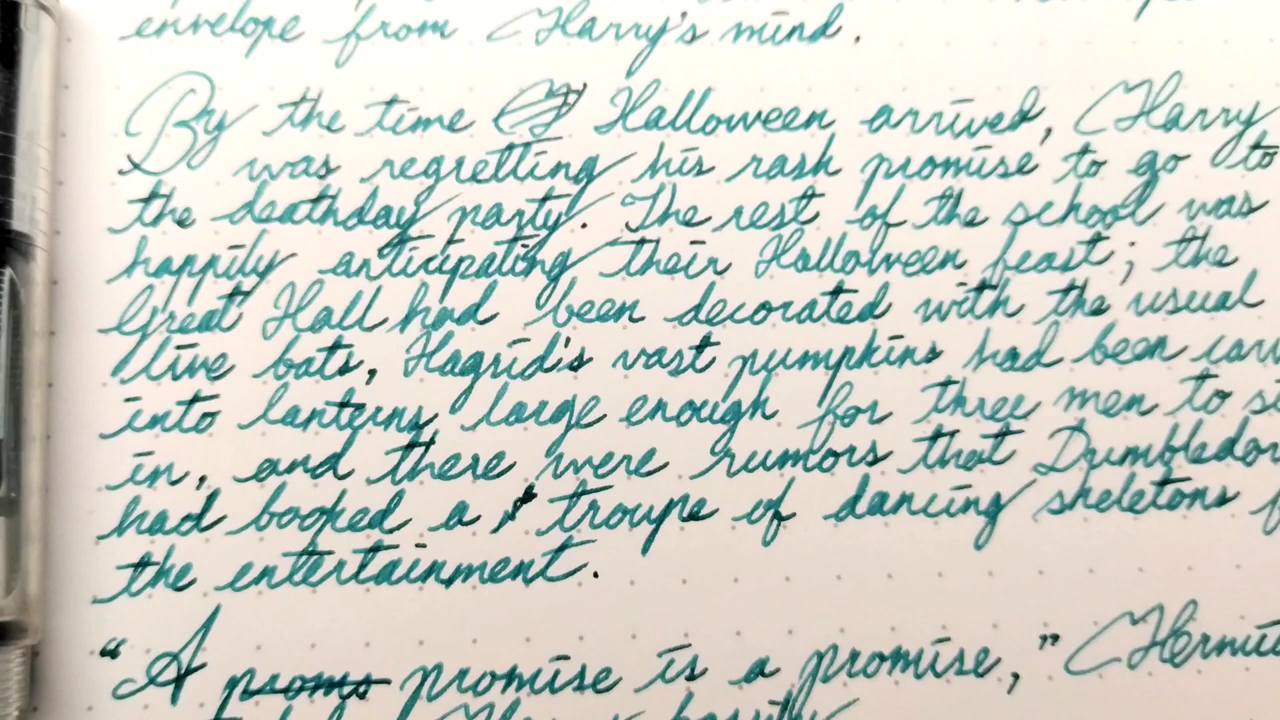 envelope from Harry's mind.
By the time Halloween arrived, Harry
was regretting his rash promise to go to
the deathday party. The rest of the school was
happily anticipating their Halloween feast; the
Great Hall had been decorated with the usual
live bats, Hagrid's vast pumpkins had been car
into lanterns large enough for three men to si
in, and there were rumors that Dumbledor
had booked a troupe of dancing skeletons f
the entertainment.
"A proms promise is a promise," Hermi